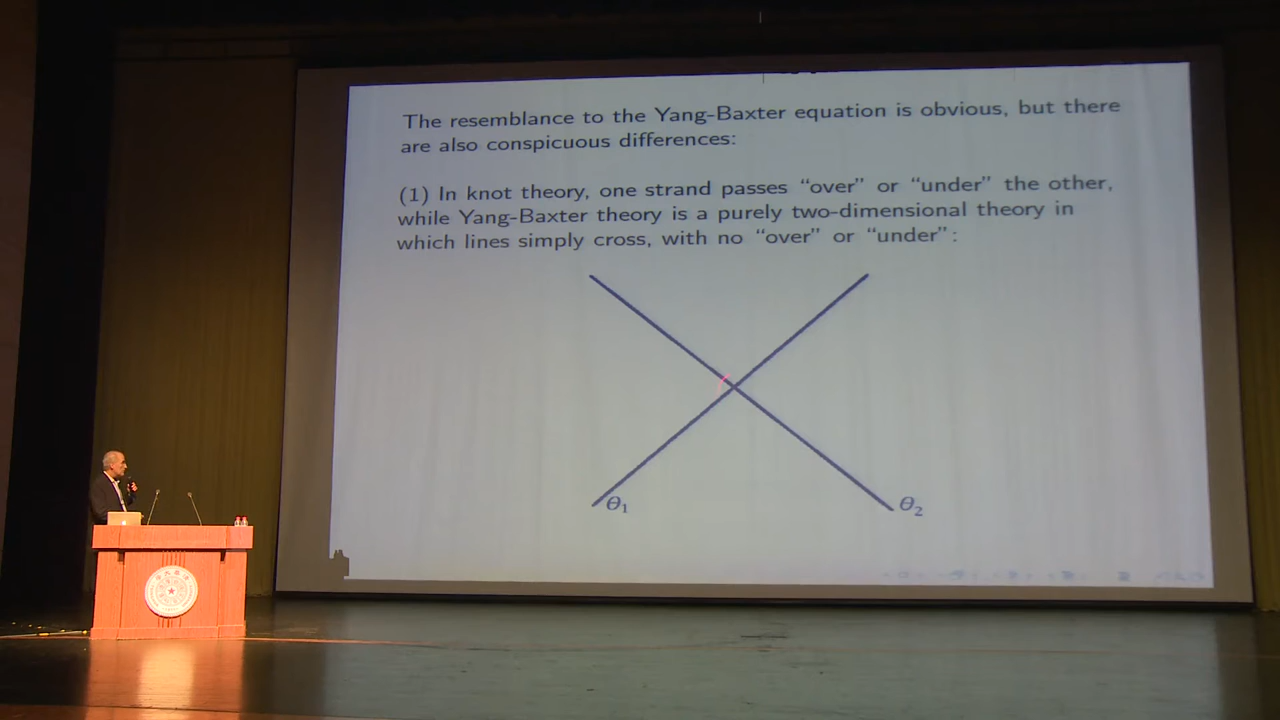 The resemblance to the Yang-Baxter equation is obvious, but there
are also conspicuous differences:
(1) In knot theory, one strand passes “over” or “under” the other,
while Yang-Baxter theory is a purely two-dimensional theory in
which lines simply cross, with no “over” or “under”:
θ₁
θ₂